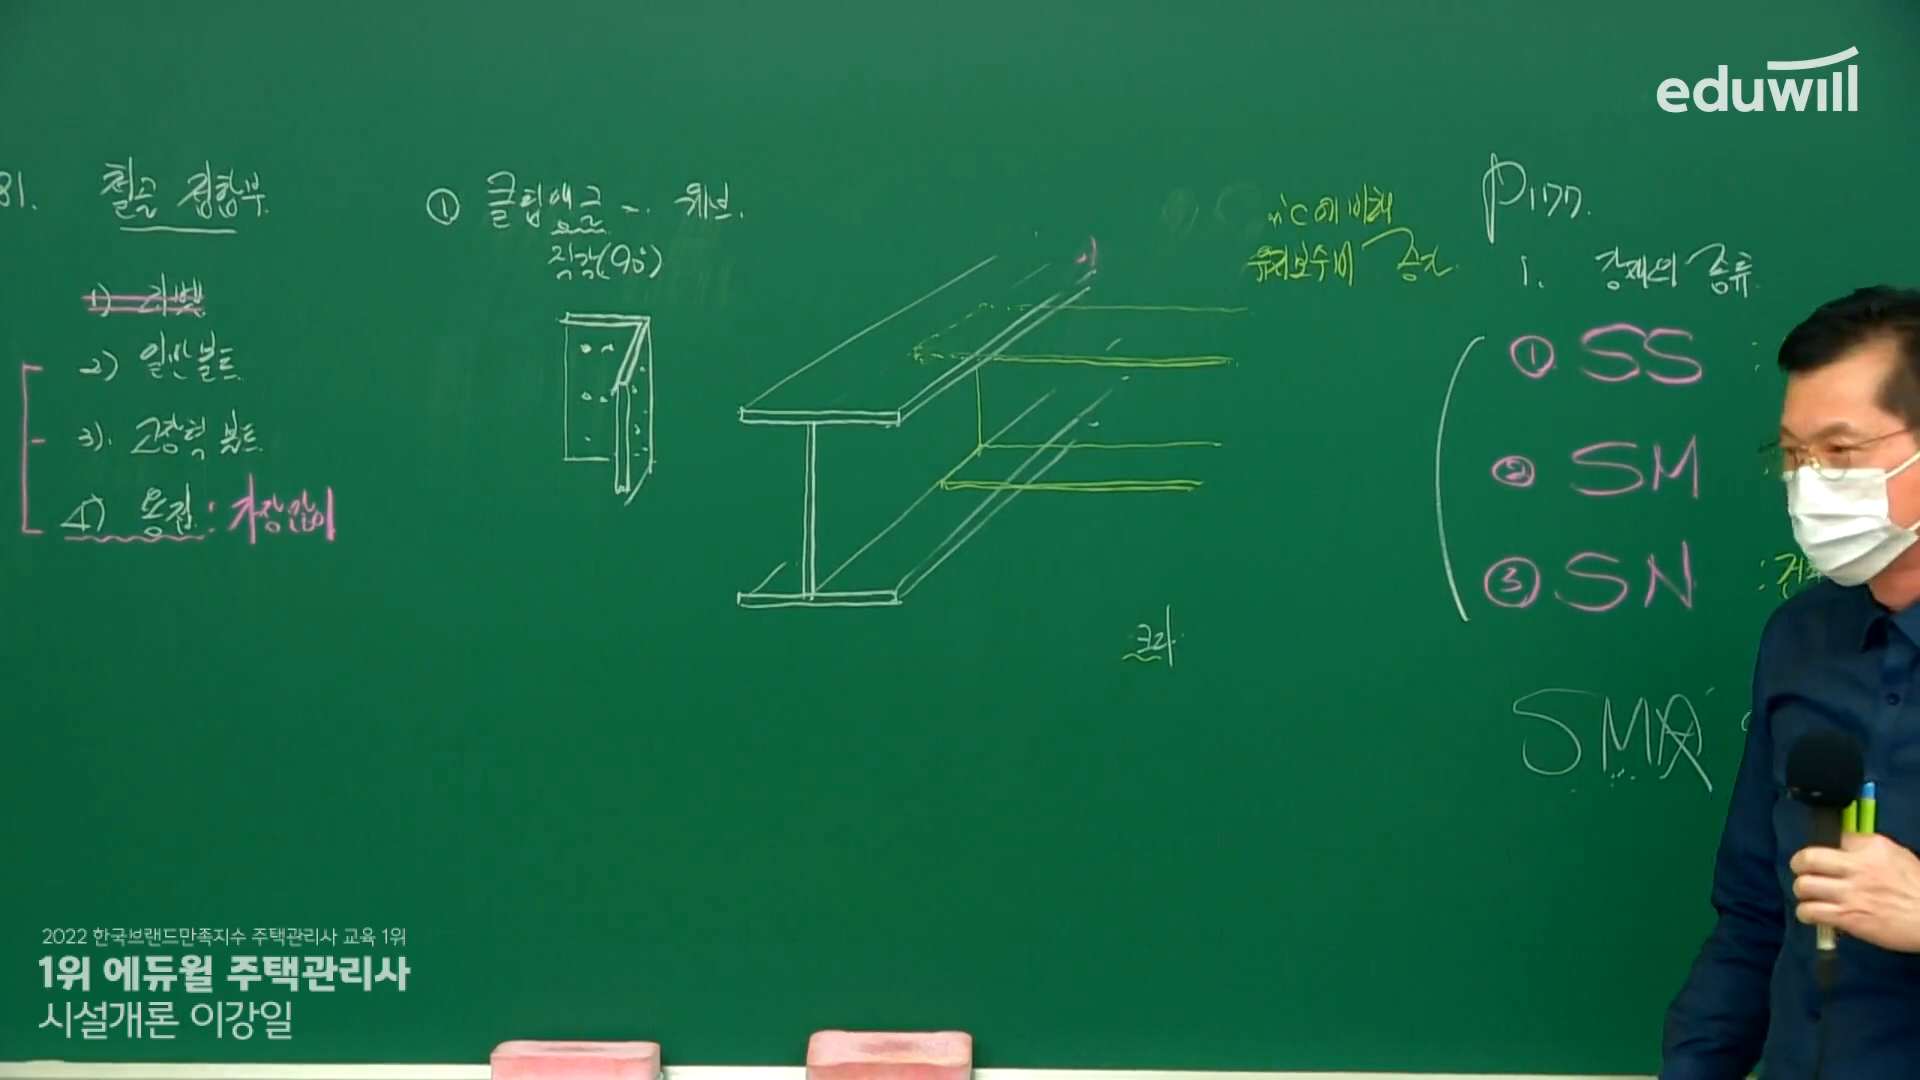 eduwill
81. 철골 접합부
1) 리벳
2) 일반볼트
3). 고장력 볼트
4) 용접 : 가장많이
① 클립앵글 - 웨브.
직각(90°)
n'c에 비해
유지보수비 증가
P177.
1. 강재의 종류
① SS :
② SM :
③ SN : 건축
SMA
2022 한국브랜드만족지수 주택관리사 교육 1위
1위 에듀윌 주택관리사
시설개론 이강일